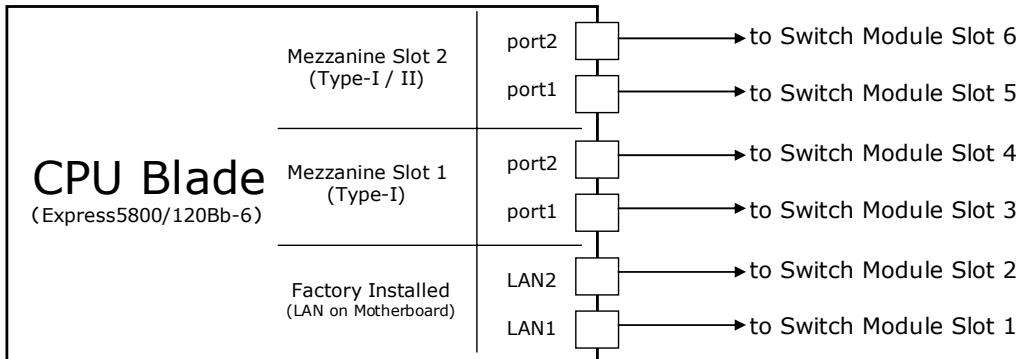 port2
to Switch Module Slot 6
Mezzanine Slot 2
(Type-I / II)
port1
to Switch Module Slot 5
port2
to Switch Module Slot 4
CPU Blade
(Express5800/120Bb-6)
Mezzanine Slot 1
(Type-I)
port1
to Switch Module Slot 3
LAN2
to Switch Module Slot 2
Factory Installed
(LAN on Motherboard)
LAN1
to Switch Module Slot 1